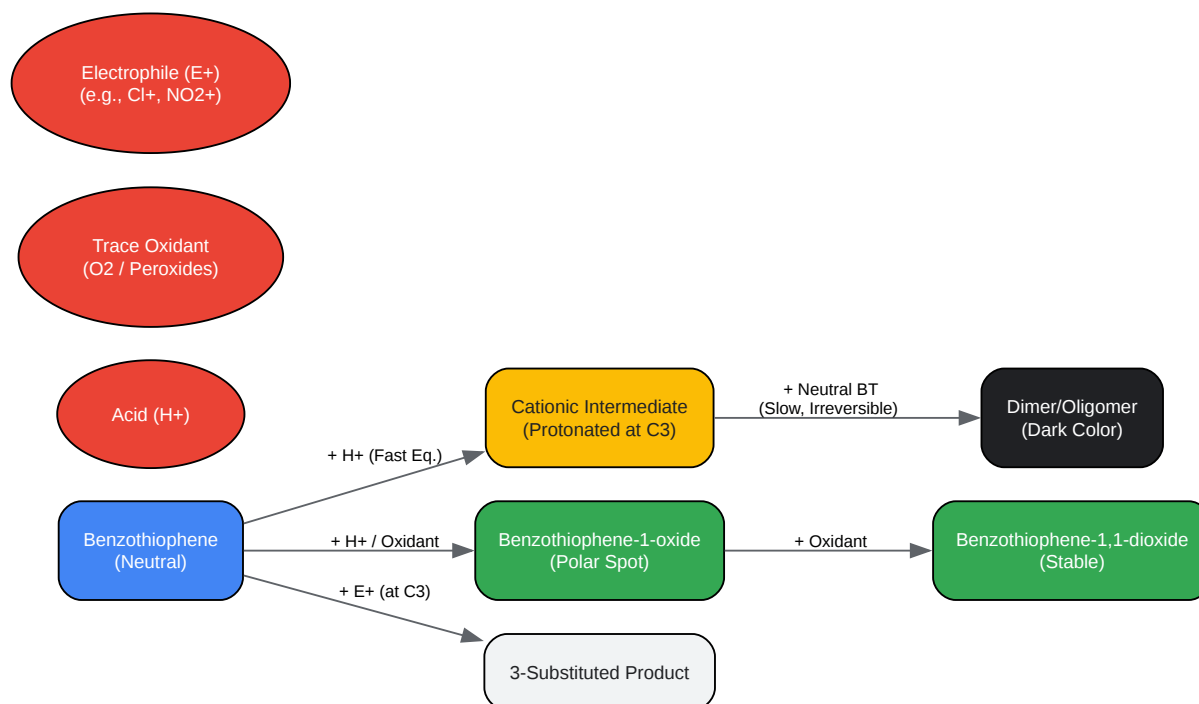 Electrophile (E+)
(e.g., Cl+, NO2+)
Trace Oxidant
(O2 / Peroxides)
Acid (H+)
Cationic Intermediate
(Protonated at C3)
+ Neutral BT
(Slow, Irreversible)
Dimer/Oligomer
(Dark Color)
+ H+ (Fast Eq.)
Benzothiophene
(Neutral)
+ H+ / Oxidant
Benzothiophene-1-oxide
(Polar Spot)
+ Oxidant
Benzothiophene-1,1-dioxide
(Stable)
+ E+ (at C3)
3-Substituted Product